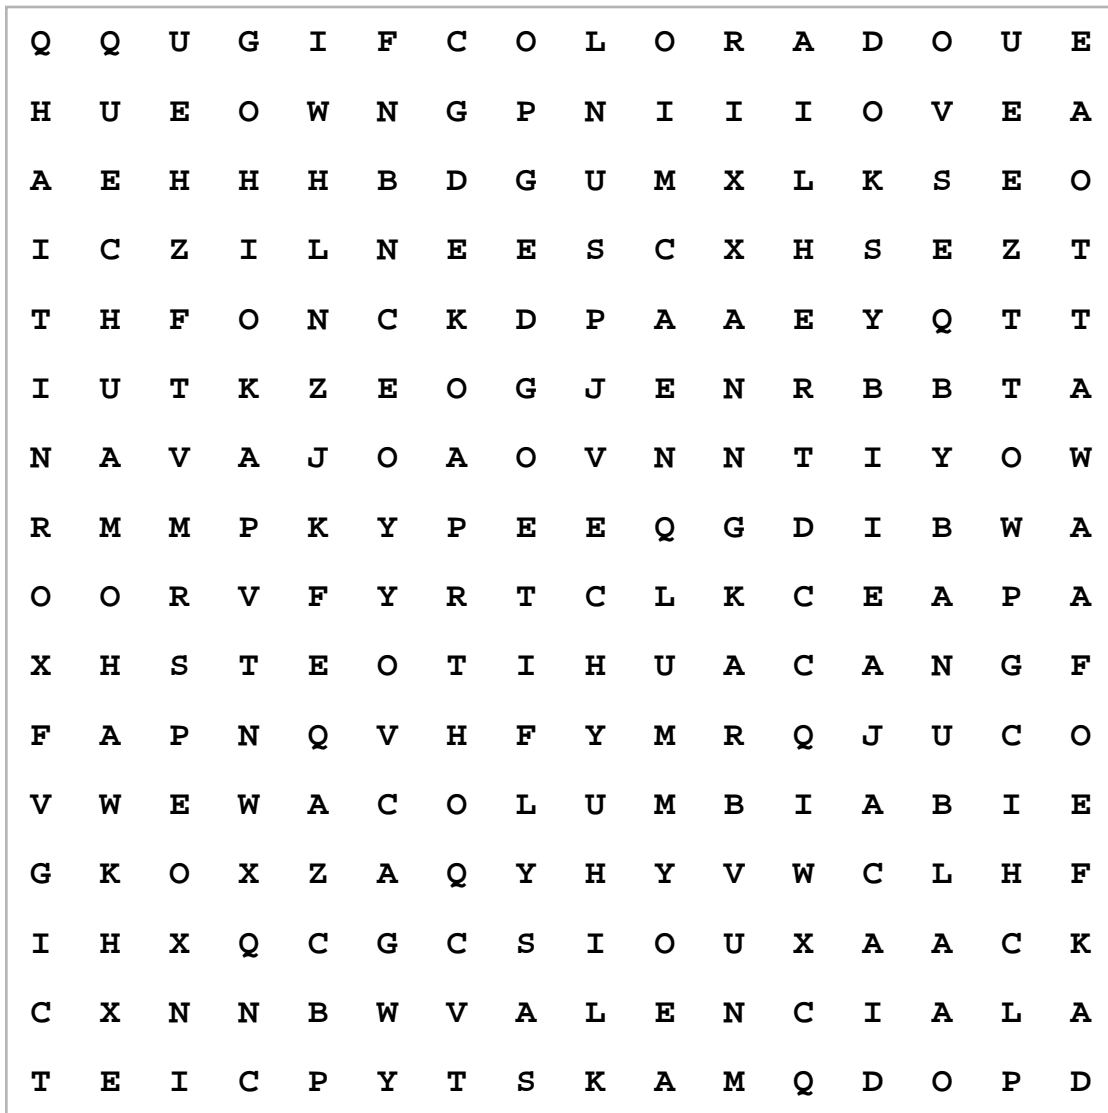 Q Q U G I F C O L O R A D O U E
H U E O W N G P N I I I O V E A
A E H H H B D G U M X L K S E O
I C Z I L N E E S C X H S E Z T
T H F O N C K D P A A E Y Q T T
I U T K Z E O G J E N R B B T A
N A V A J O A O V N N T I Y O W
R M M P K Y P E E Q G D I B W A
O O R V F Y R T C L K C E A P A
X H S T E O T I H U A C A N G F
F A P N Q V H F Y M R Q J U C O
V W E W A C O L U M B I A B I E
G K O X Z A Q Y H Y V W C L H F
I H X Q C G C S I O U X A A C K
C X N N B W V A L E N C I A L A
T E I C P Y T S K A M Q D O P D